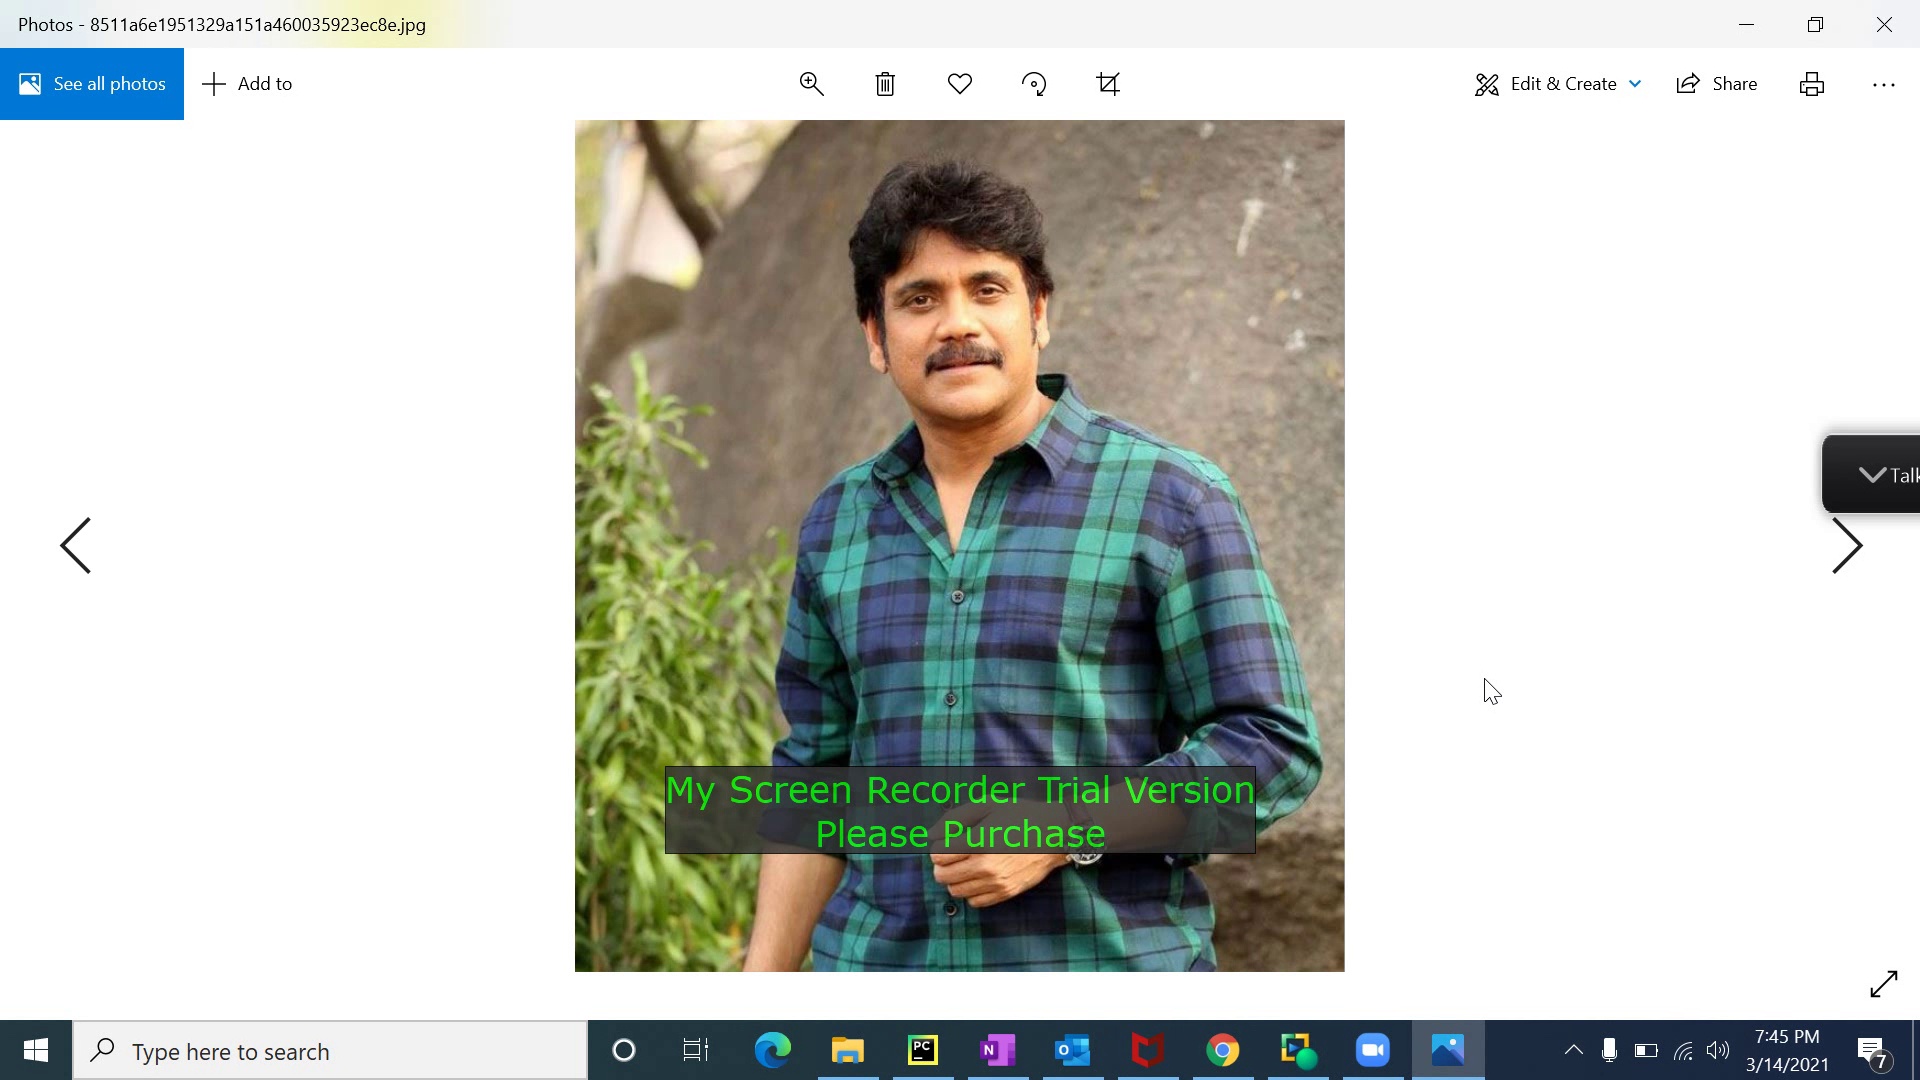 Photos - 8511a6e1951329a151a460035923ec8e.jpg
See all photos
Add to
Edit & Create
Share
Talk
My Screen Recorder Trial Version
Please Purchase
Type here to search
PC
N
O
7:45 PM
3/14/2021
7